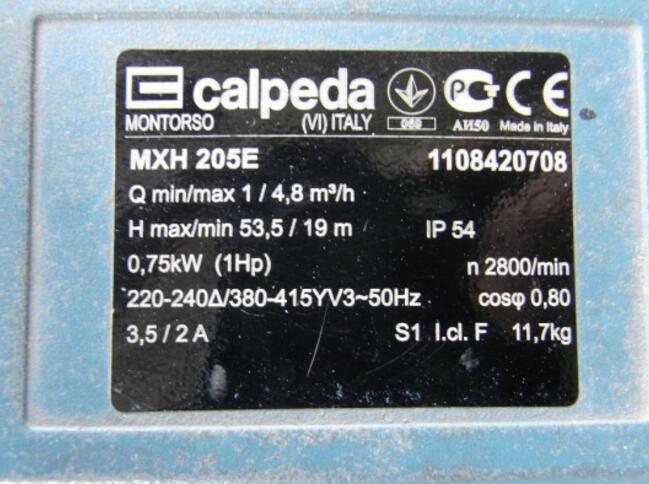 calpeda
MONTORSO (VI) ITALY 069 АИ50 Made in Italy
MXH 205E 1108420708
Q min/max 1 / 4,8 m³/h
H max/min 53,5 / 19 m IP 54
0,75kW (1Hp) n 2800/min
220-240Δ/380-415YV3~50Hz cosφ 0,80
3,5 / 2 A S1 I.cl. F 11,7kg